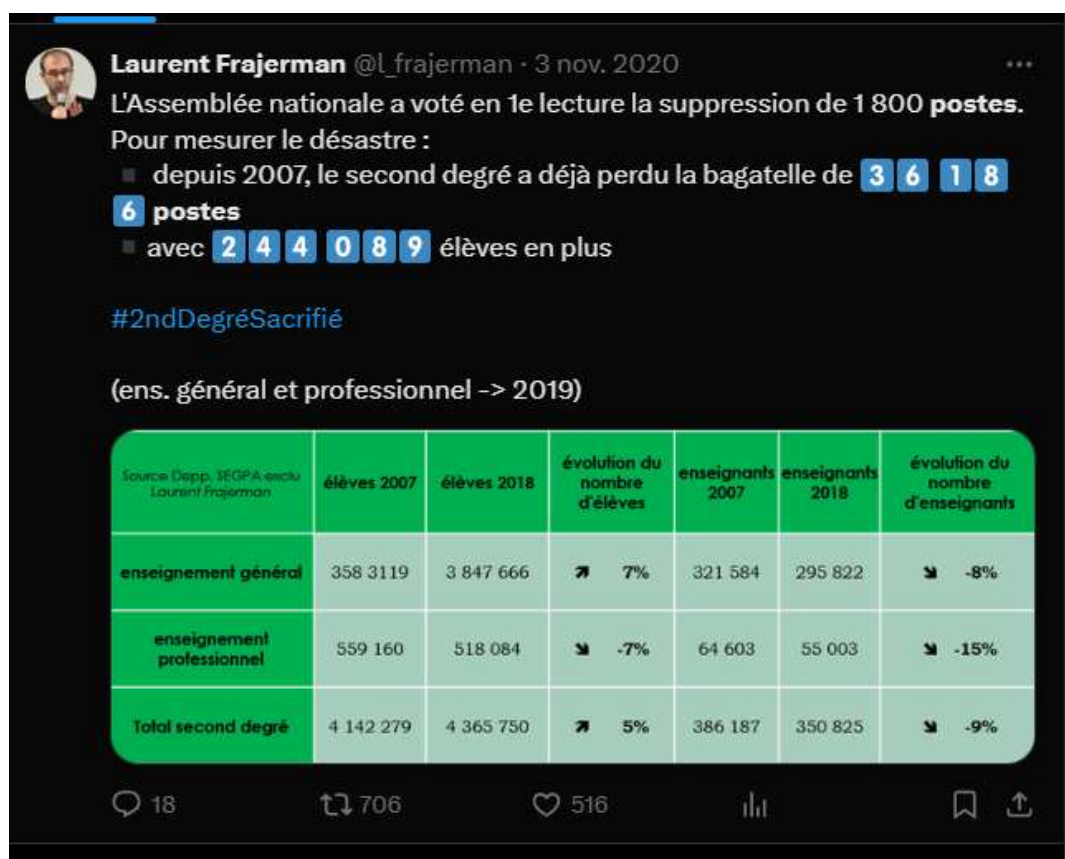 Laurent Frajerman @l_frajerman · 3 nov. 2020
L'Assemblée nationale a voté en 1e lecture la suppression de 1 800 postes.
Pour mesurer le désastre :
▪ depuis 2007, le second degré a déjà perdu la bagatelle de 3 6 1 8
6 postes
▪ avec 2 4 4 0 8 9 élèves en plus
#2ndDegréSacrifié
(ens. général et professionnel -> 2019)
Source Depp, SEGPA exclu
Laurent Frajerman
élèves 2007
élèves 2018
évolution du
nombre
d'élèves
enseignants
2007
enseignants
2018
évolution du
nombre
d'enseignants
enseignement général 358 3119 3 847 666 ↗ 7% 321 584 295 822 ↘ -8%
enseignement
professionnel
559 160 518 084 ↘ -7% 64 603 55 003 ↘ -15%
Total second degré 4 142 279 4 365 750 ↗ 5% 386 187 350 825 ↘ -9%
18 706 516